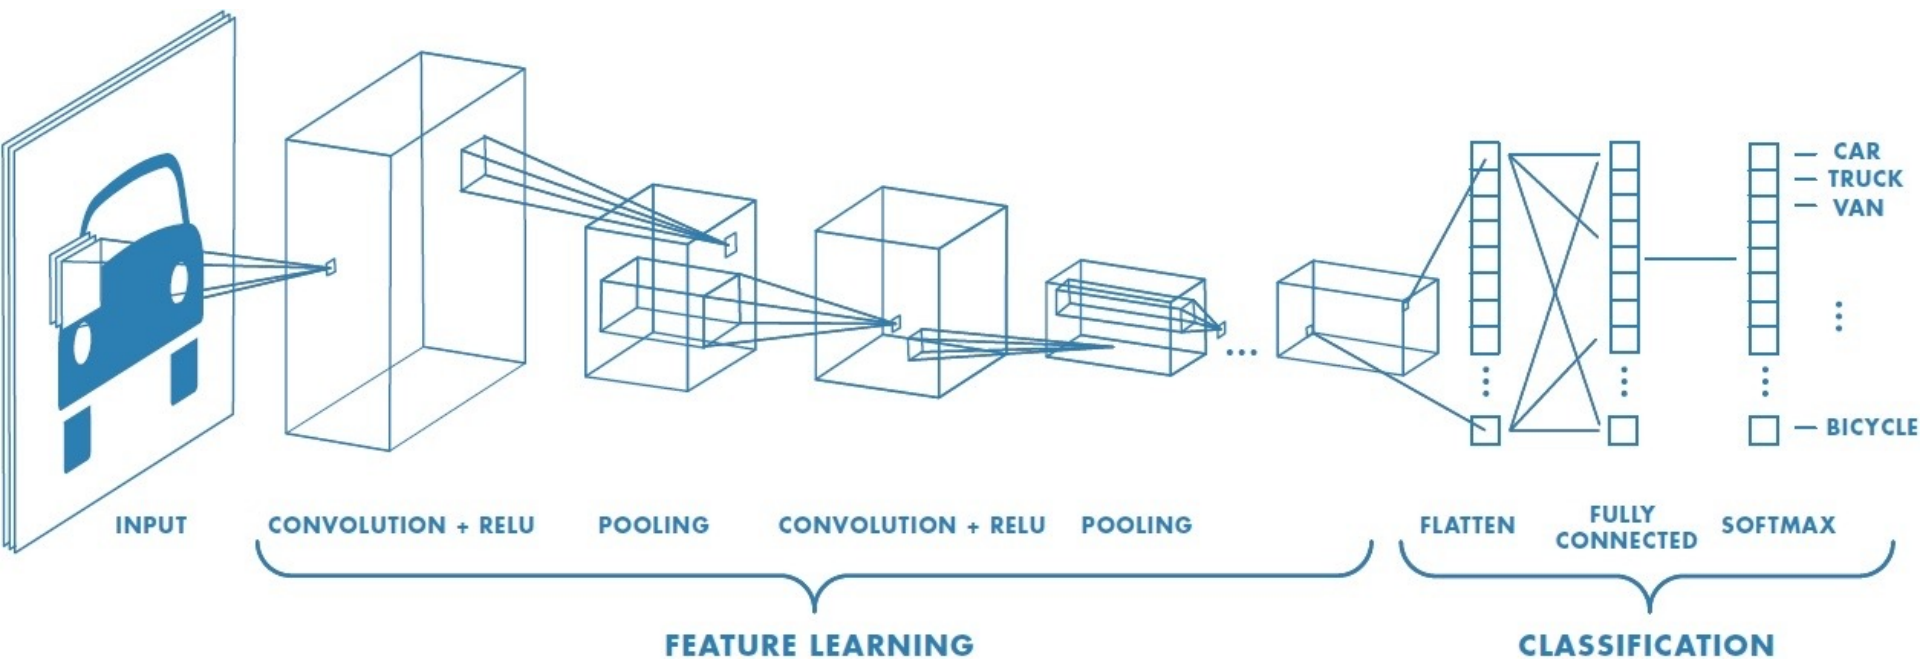 CAR
TRUCK
VAN
BICYCLE
INPUT
CONVOLUTION + RELU
POOLING
CONVOLUTION + RELU
POOLING
FLATTEN
FULLY
CONNECTED
SOFTMAX
FEATURE LEARNING
CLASSIFICATION